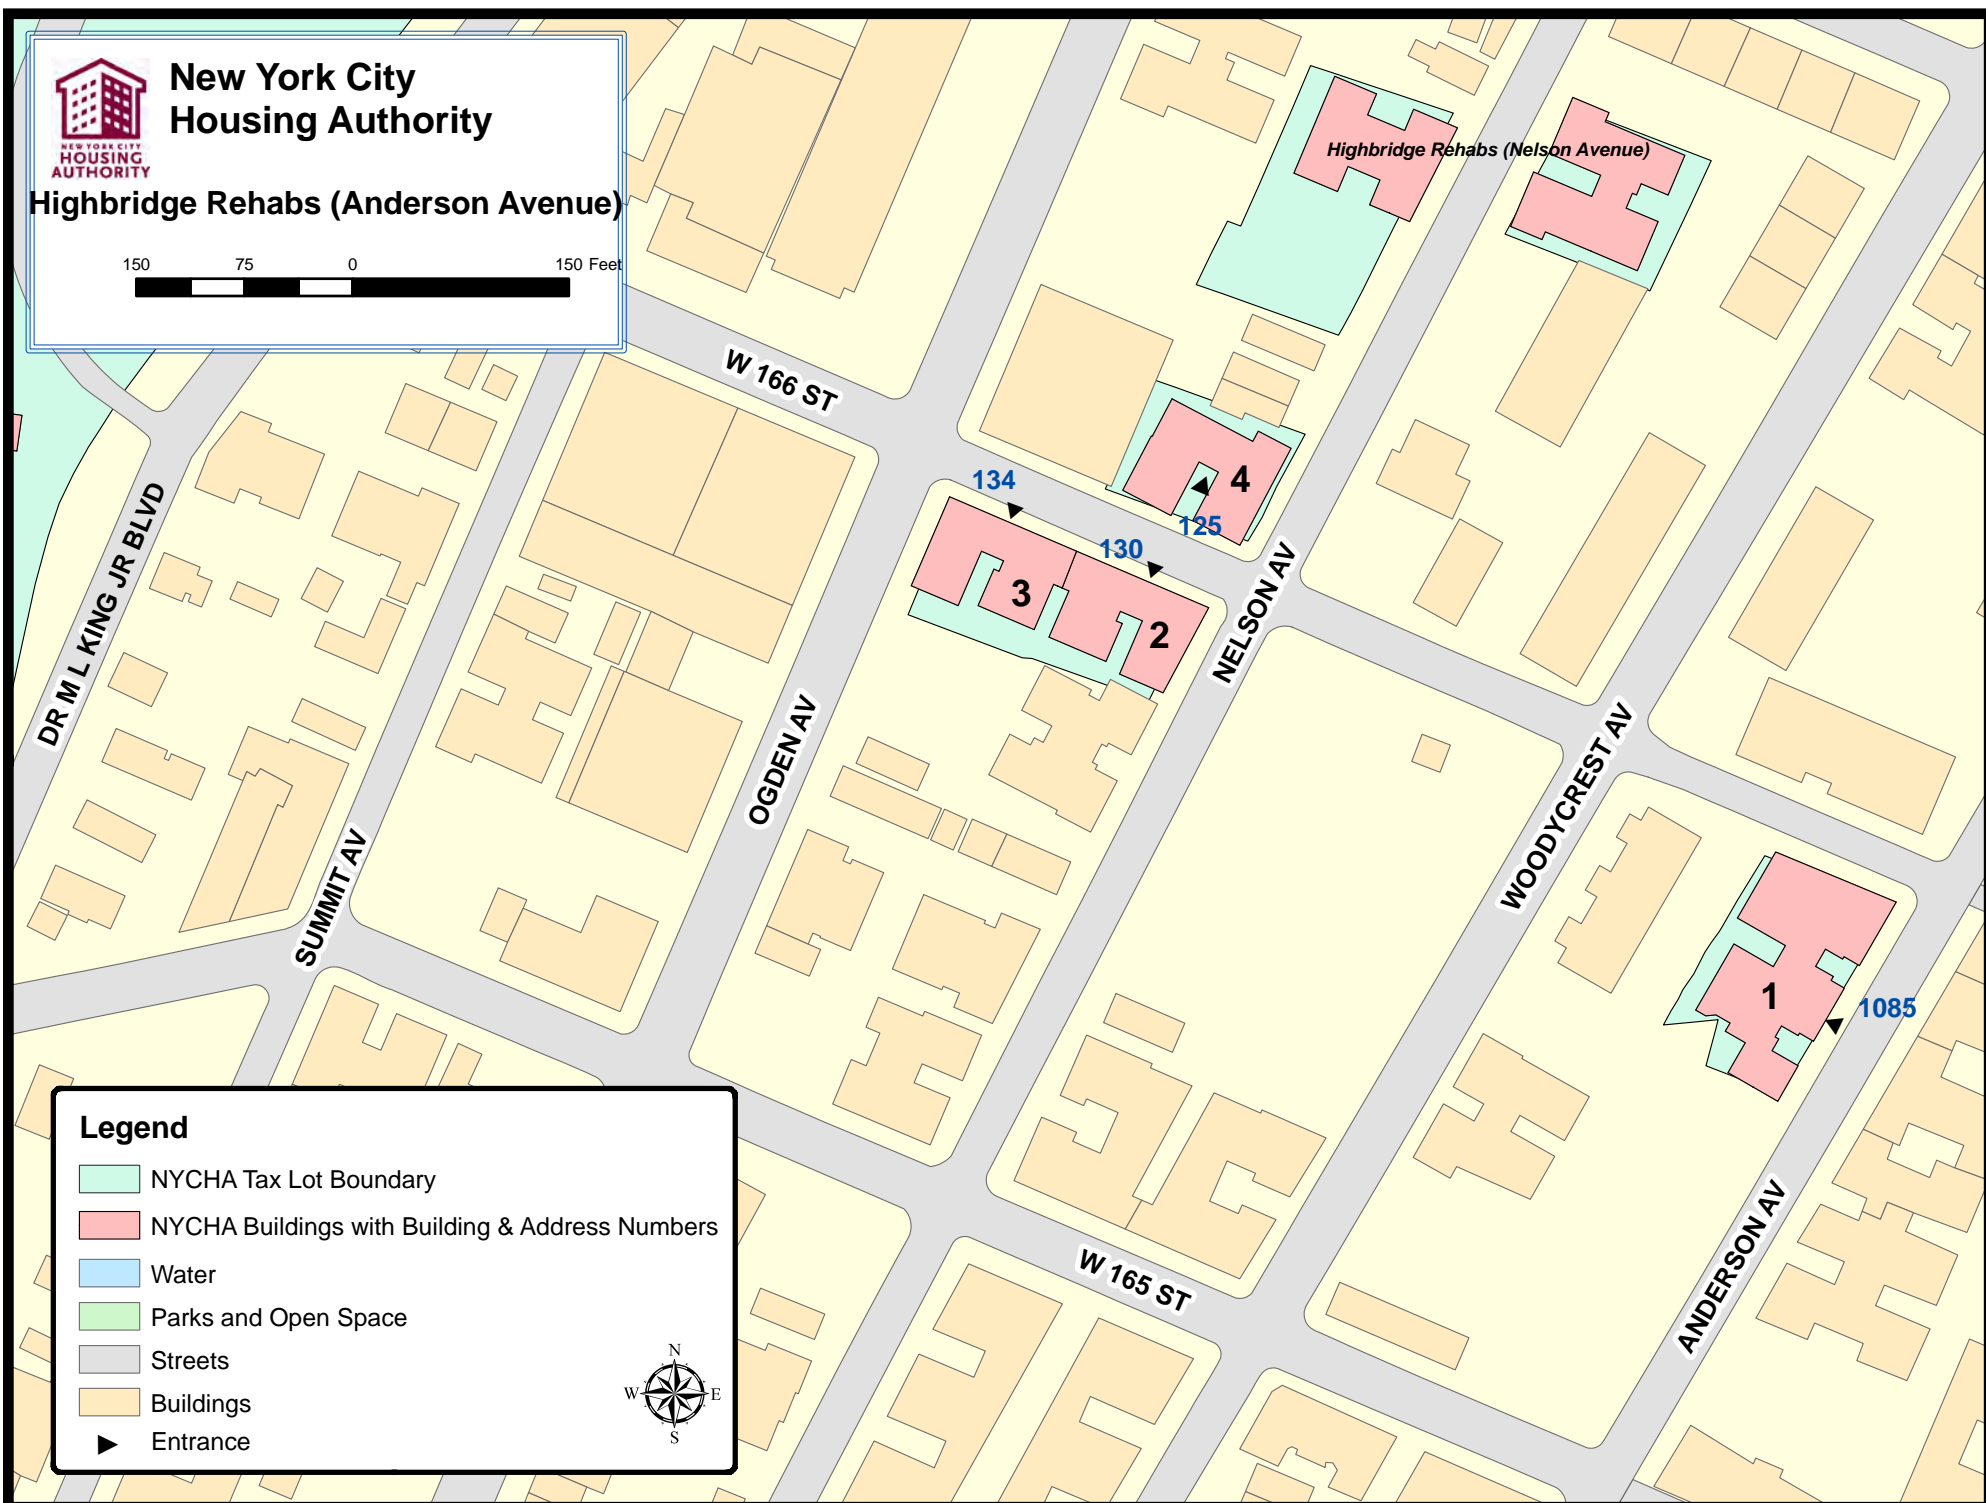 New York City
Housing Authority
NEW YORK CITY
HOUSING
AUTHORITY
Highbridge Rehabs (Anderson Avenue)
150 75 0 150 Feet
Highbridge Rehabs (Nelson Avenue)
W 166 ST
134
4
125
130
3
2
NELSON AV
DR M L KING JR BLVD
OGDEN AV
WOODYCREST AV
SUMMIT AV
1
1085
W 165 ST
ANDERSON AV
Legend
NYCHA Tax Lot Boundary
NYCHA Buildings with Building & Address Numbers
Water
Parks and Open Space
Streets
Buildings
Entrance
N
W E
S